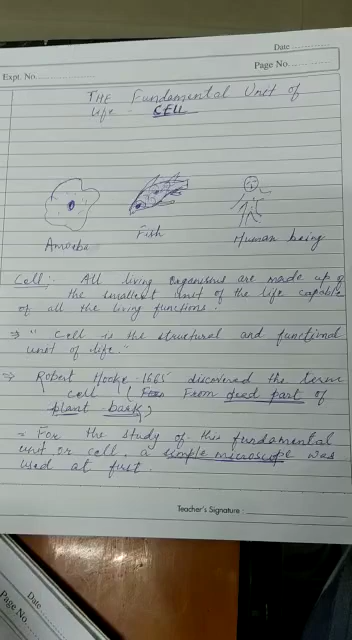 Date ............
Page No. ............
Expt. No. ............
THE Fundamental Unit of
life - CELL
Amoeba
Fish
Human being
Cell:- All living organisms are made up of
the smallest unit of the life capable
of all the living functions.
⇒ "Cell is the structural and functional
unit of life."
⇒ Robert Hooke - 1665 discovered the term
cell ( From dead part of
plant bark)
= For the study of this fundamental
unit or cell, a simple microscope was
used at first.
Teacher's Signature :
Date ............
Page No. ............